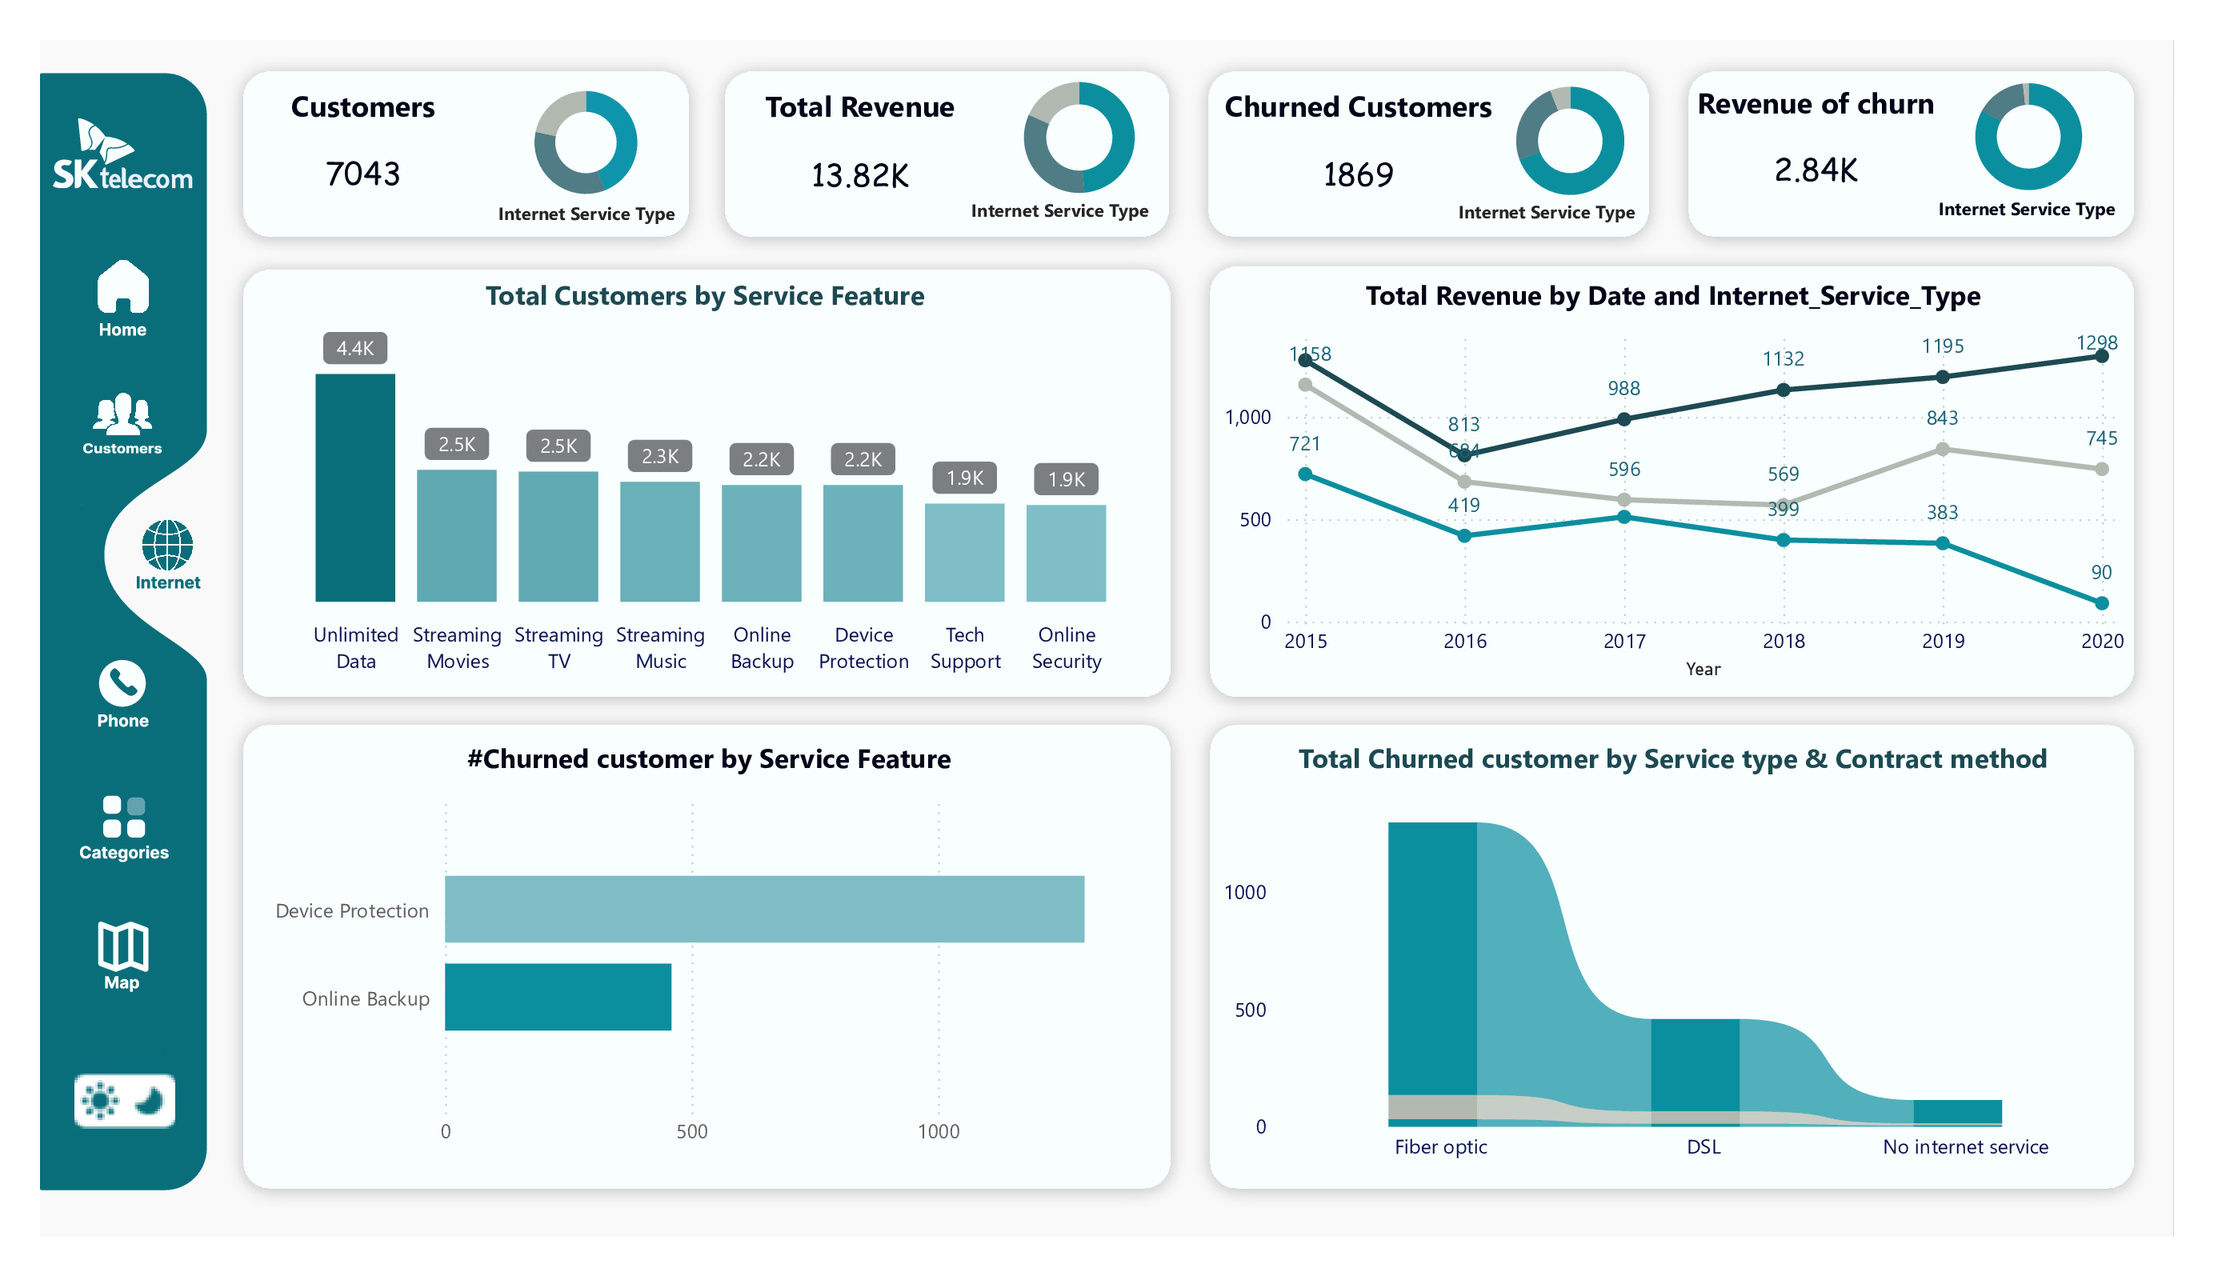 SK telecom
Home
Customers
Internet
Phone
Categories
Map
Customers
7043
Internet Service Type
Total Revenue
13.82K
Internet Service Type
Churned Customers
1869
Internet Service Type
Revenue of churn
2.84K
Internet Service Type
Total Customers by Service Feature
4.4K
2.5K
2.5K
2.3K
2.2K
2.2K
1.9K
1.9K
Unlimited Data
Streaming Movies
Streaming TV
Streaming Music
Online Backup
Device Protection
Tech Support
Online Security
Total Revenue by Date and Internet_Service_Type
1158
813
988
1132
1195
1298
684
596
569
843
745
721
419
399
383
90
1,000
500
0
2015
2016
2017
2018
2019
2020
Year
#Churned customer by Service Feature
Device Protection
Online Backup
0
500
1000
Total Churned customer by Service type & Contract method
1000
500
0
Fiber optic
DSL
No internet service